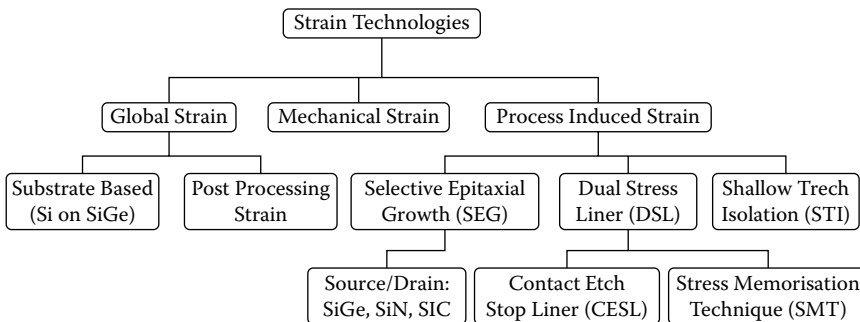 Strain Technologies
Global Strain
Mechanical Strain
Process Induced Strain
Substrate Based
(Si on SiGe)
Post Processing
Strain
Selective Epitaxial
Growth (SEG)
Dual Stress
Liner (DSL)
Shallow Trech
Isolation (STI)
Source/Drain:
SiGe, SiN, SIC
Contact Etch
Stop Liner (CESL)
Stress Memorisation
Technique (SMT)